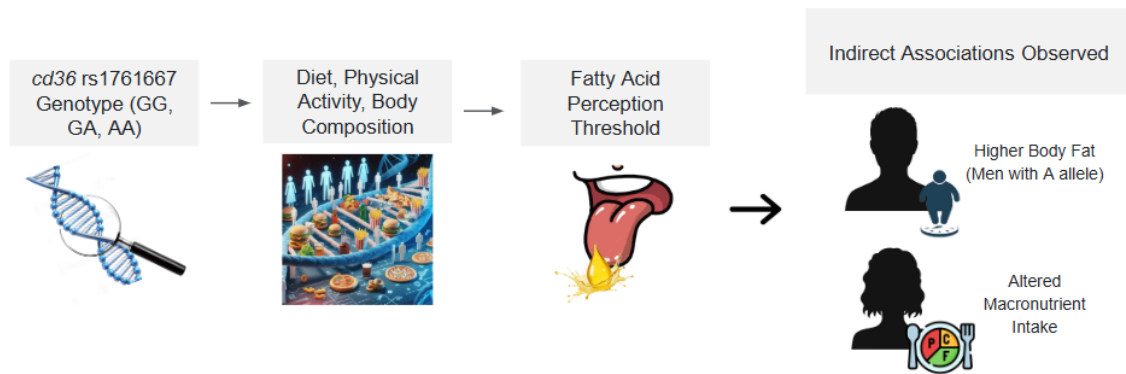 cd36 rs1761667
Genotype (GG,
GA, AA)
Diet, Physical
Activity, Body
Composition
Fatty Acid
Perception
Threshold
Indirect Associations Observed
Higher Body Fat
(Men with A allele)
Altered
Macronutrient
Intake
P C
F